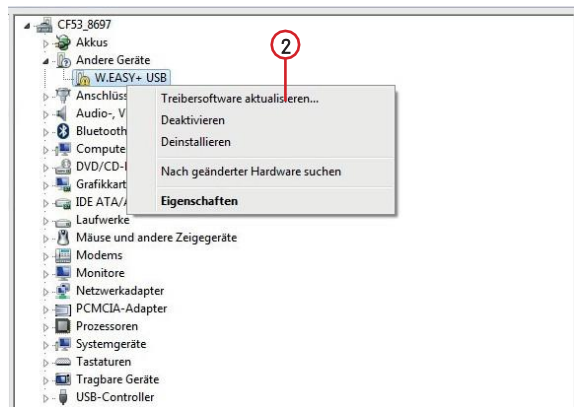 CF53_8697
Akkus
2
Andere Geräte
W.EASY+ USB
Anschlüss
Treibersoftware aktualisieren...
Audio-, V
Deaktivieren
Bluetooth
Deinstallieren
Compute
DVD/CD-
Nach geänderter Hardware suchen
Grafikkart
IDE ATA/
Eigenschaften
Laufwerke
Mäuse und andere Zeigegeräte
Modems
Monitore
Netzwerkadapter
PCMCIA-Adapter
Prozessoren
Systemgeräte
Tastaturen
Tragbare Geräte
USB-Controller